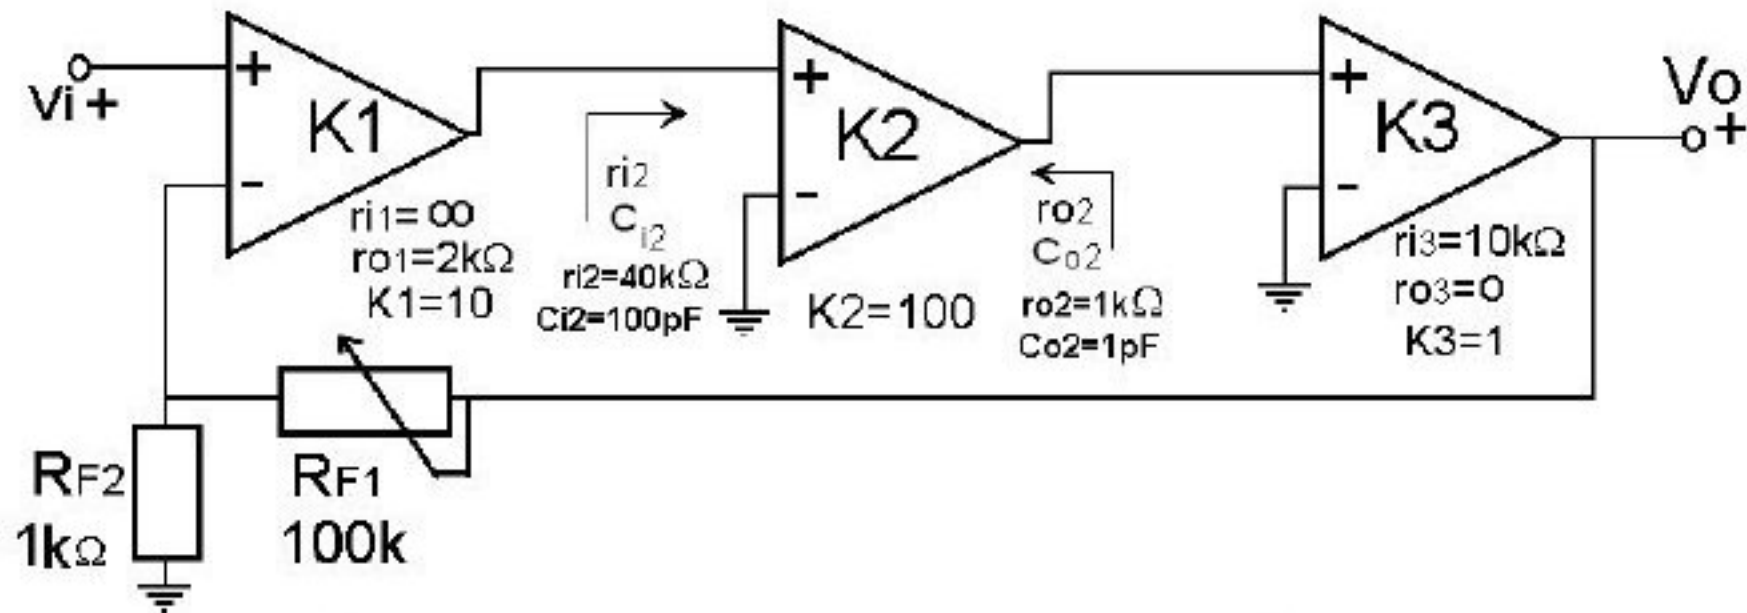 Vi +
+
-
K1
ri1=∞
ro1=2kΩ
K1=10
ri2
Ci2
ri2=40kΩ
Ci2=100pF
+
-
K2
K2=100
ro2
Co2
ro2=1kΩ
Co2=1pF
+
-
K3
ri3=10kΩ
ro3=0
K3=1
Vo
+
RF2
1kΩ
RF1
100k